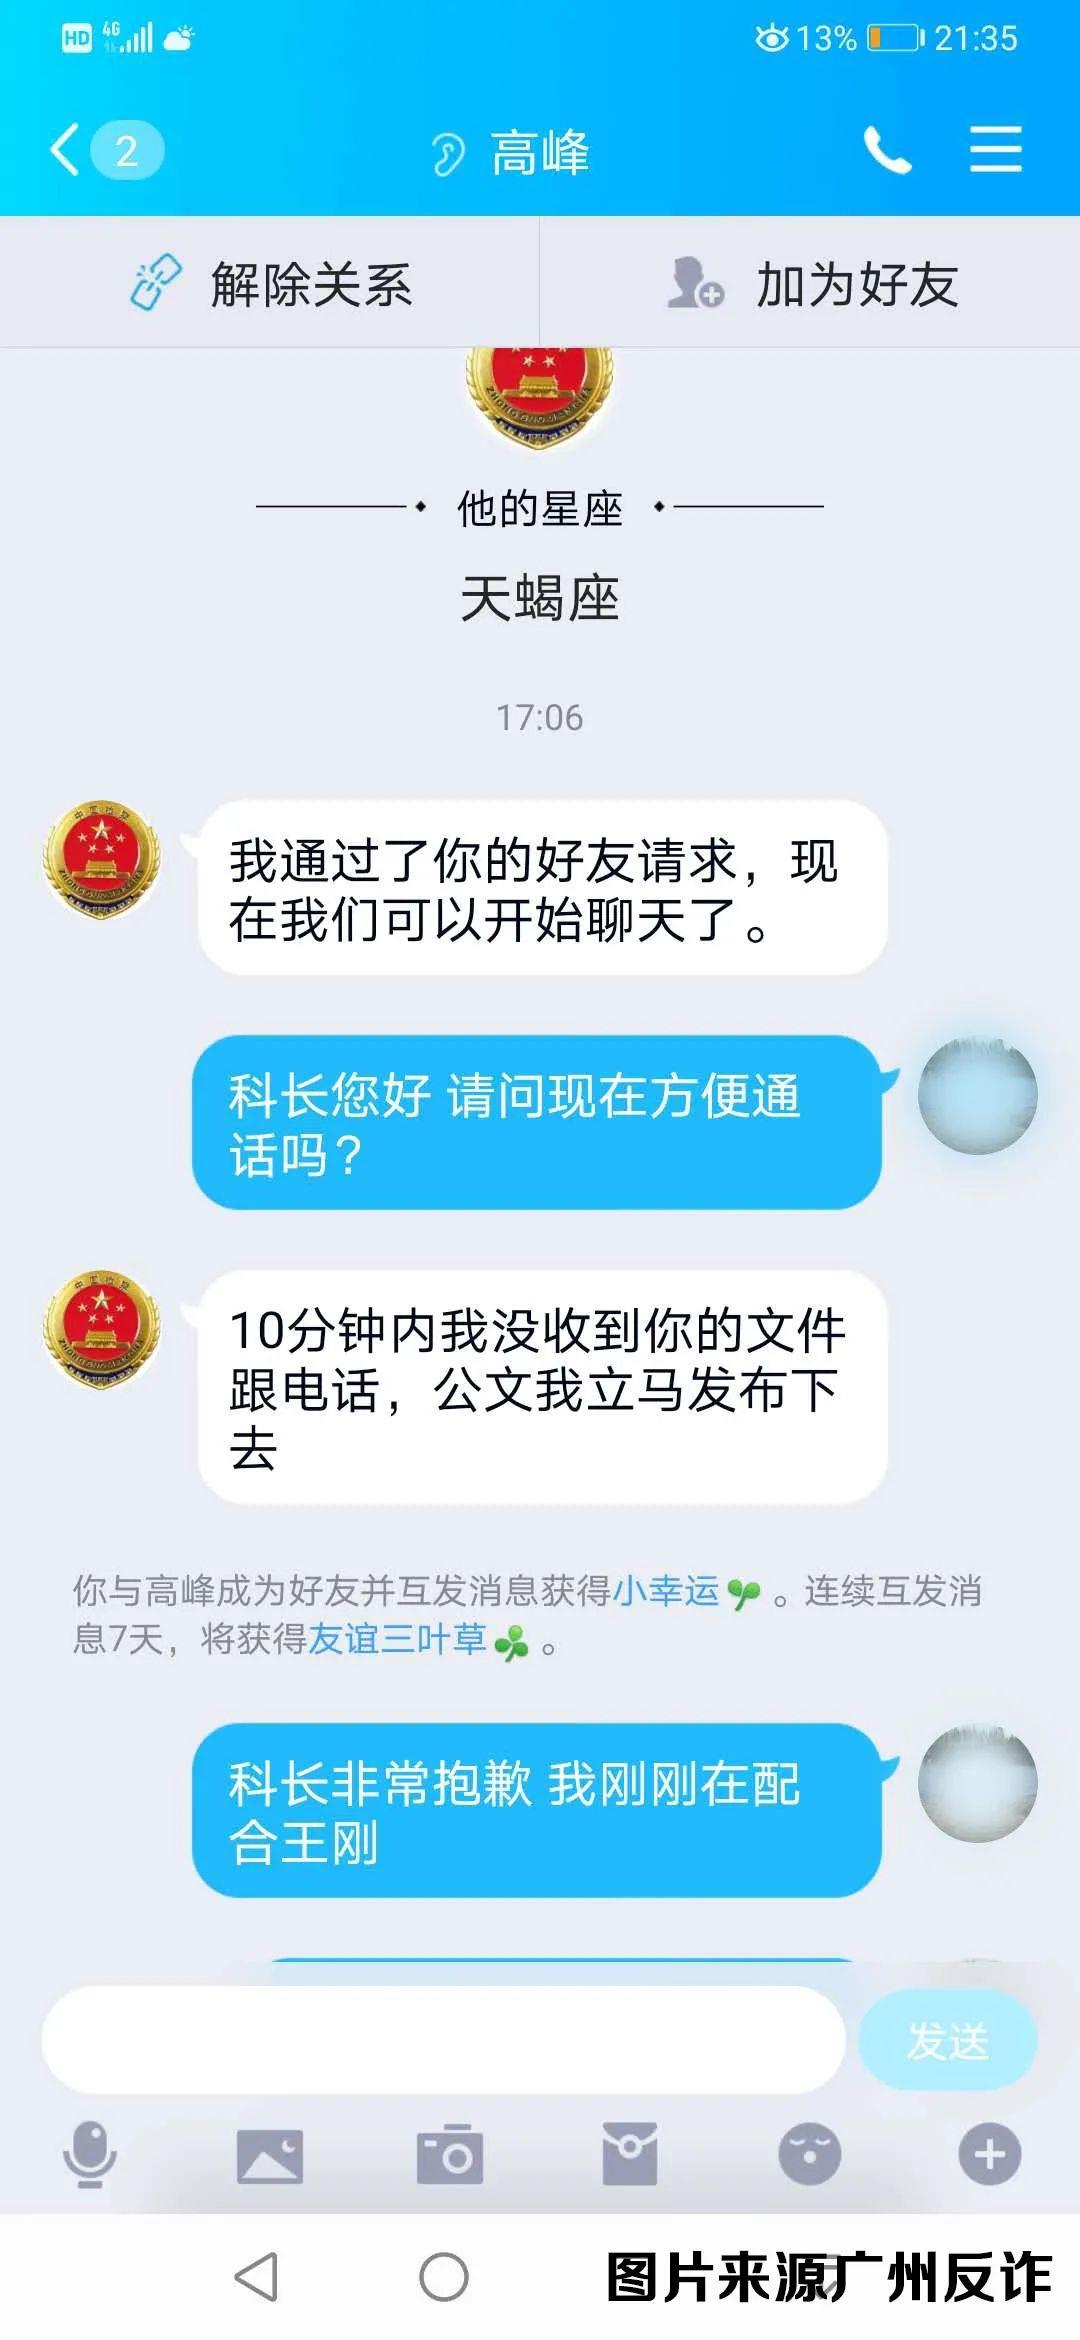 HD 4G 13% 21:35
2 高峰
解除关系 加为好友
他的星座
天蝎座
17:06
我通过了你的好友请求，现
在我们可以开始聊天了。
科长您好 请问现在方便通
话吗？
10分钟内我没收到你的文件
跟电话，公文我立马发布下
去
你与高峰成为好友并互发消息获得小幸运。连续互发消
息7天，将获得友谊三叶草。
科长非常抱歉 我刚刚在配
合王刚
发送
图片来源广州反诈